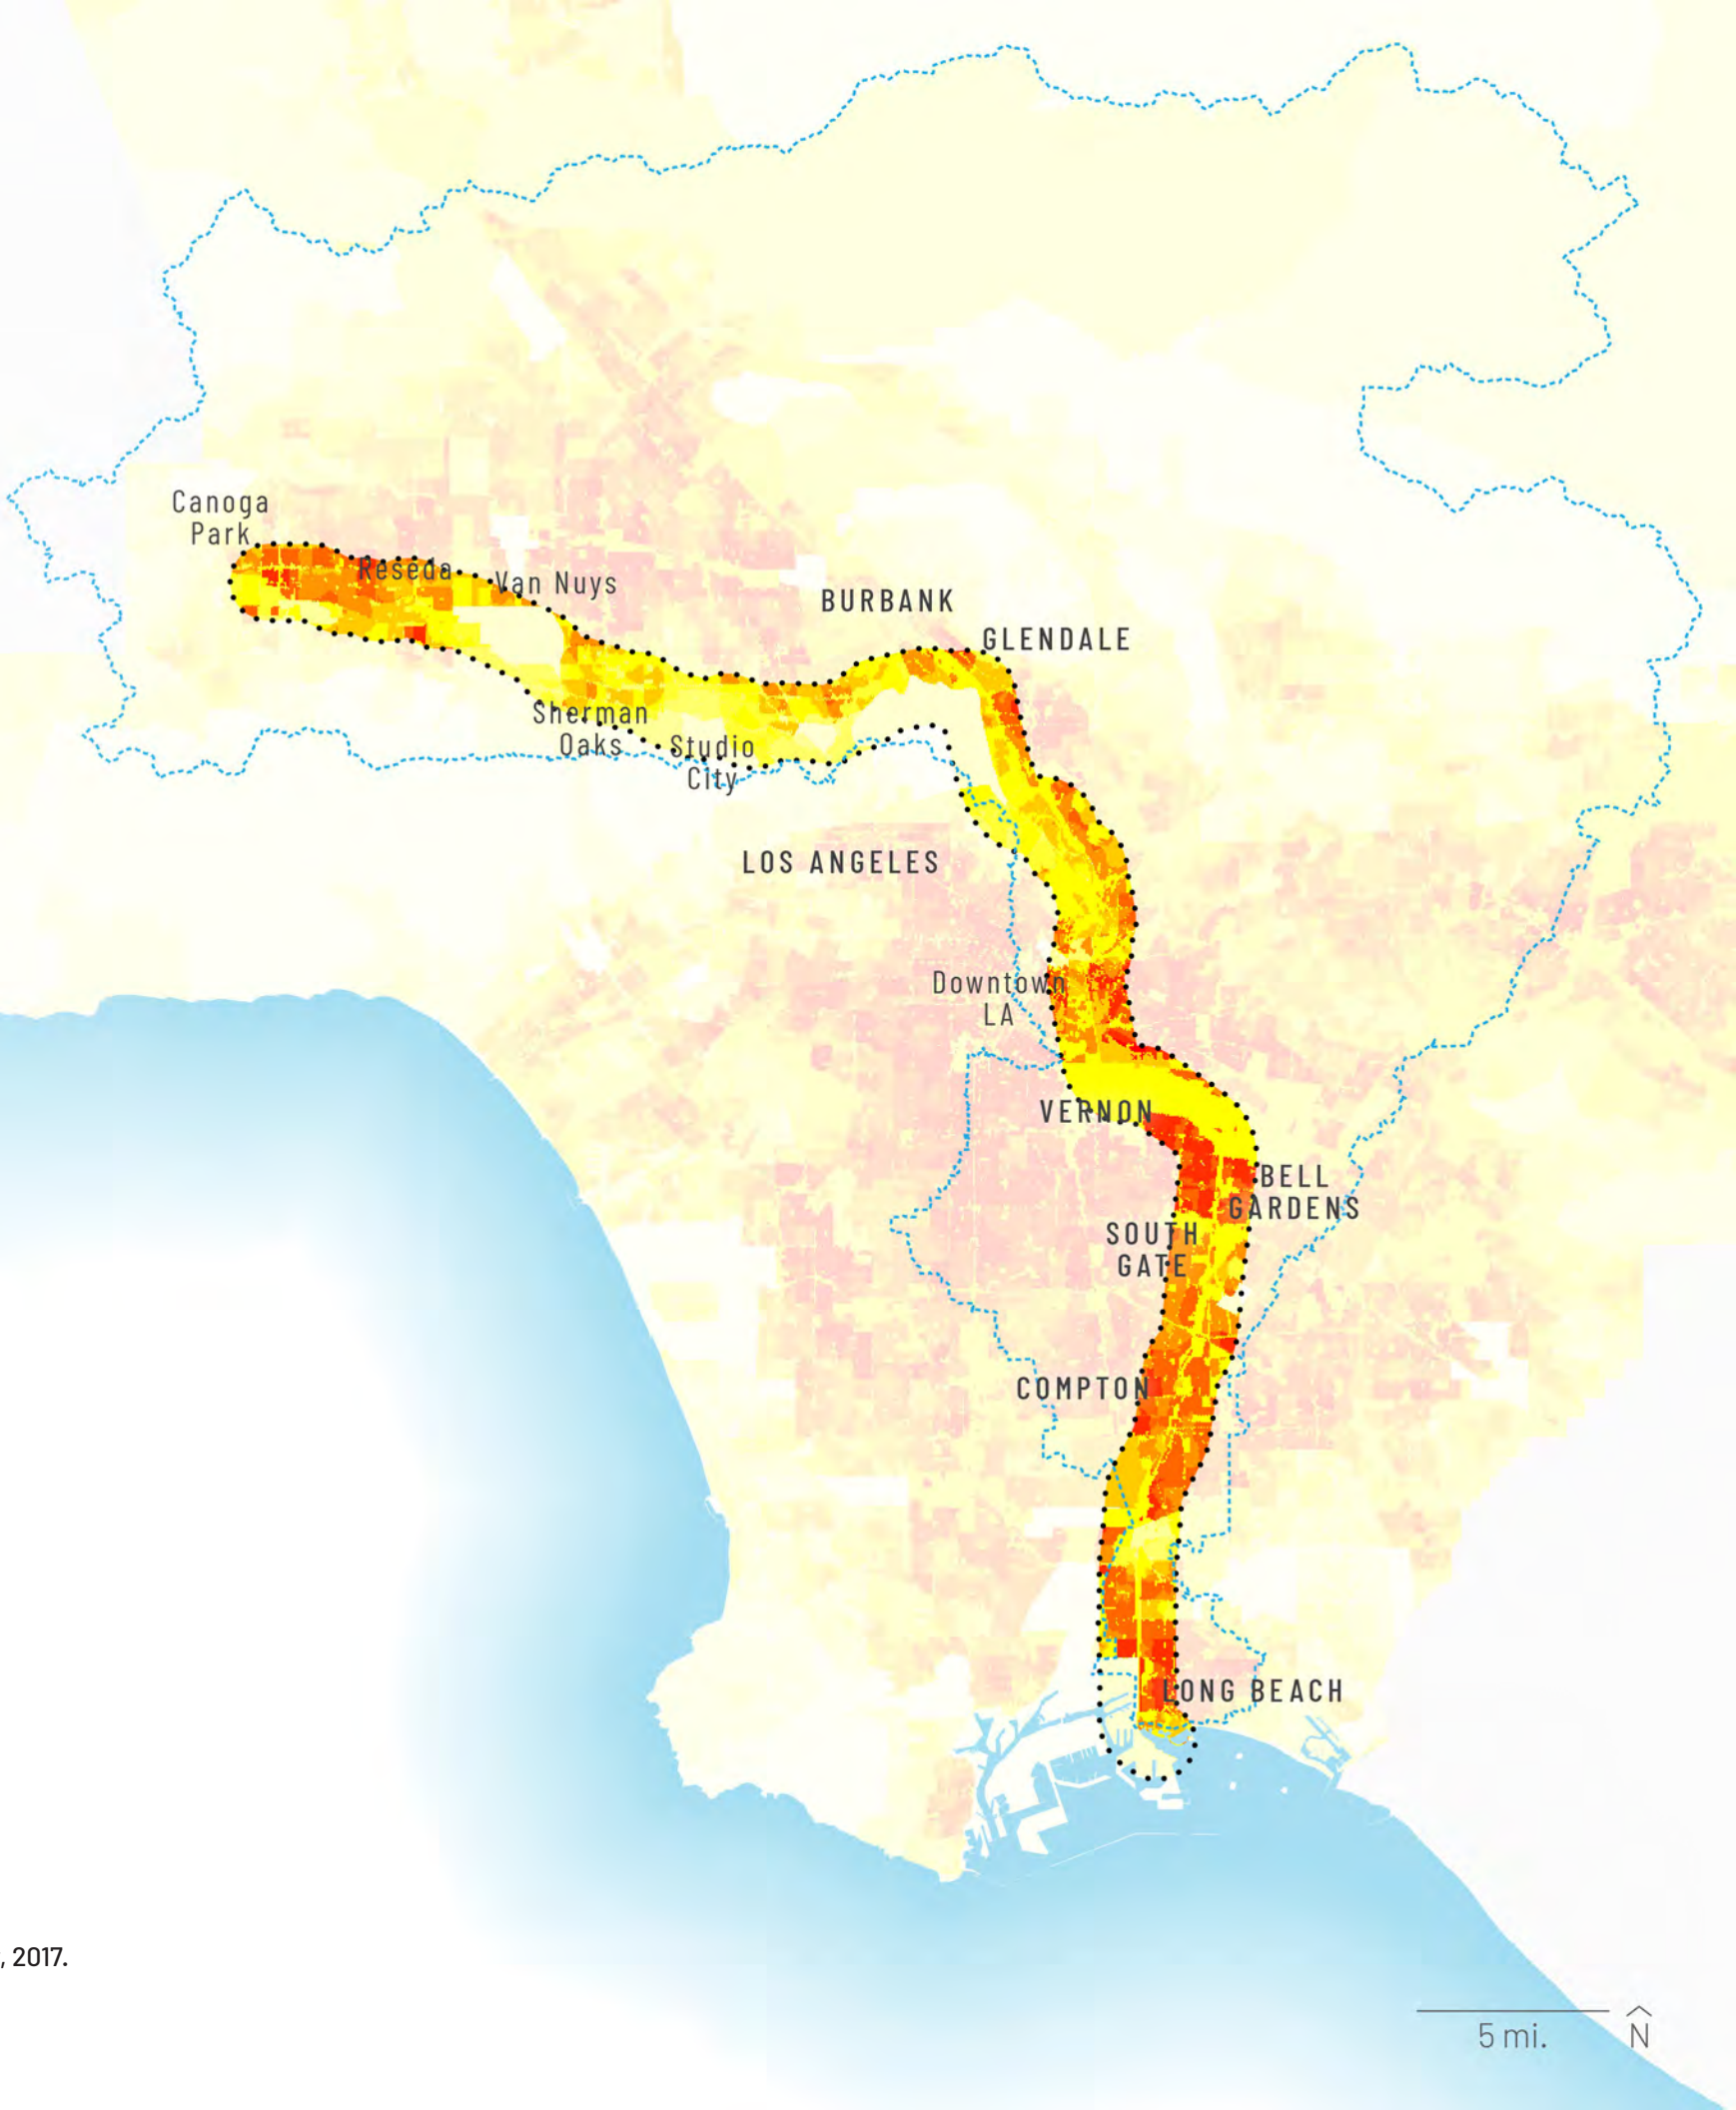 Canoga
Park
Reseda
Van Nuys
BURBANK
GLENDALE
Sherman
Oaks
Studio
City
LOS ANGELES
Downtown
LA
VERNON
BELL
GARDENS
SOUTH
GATE
COMPTON
LONG BEACH
, 2017.
5 mi.
N